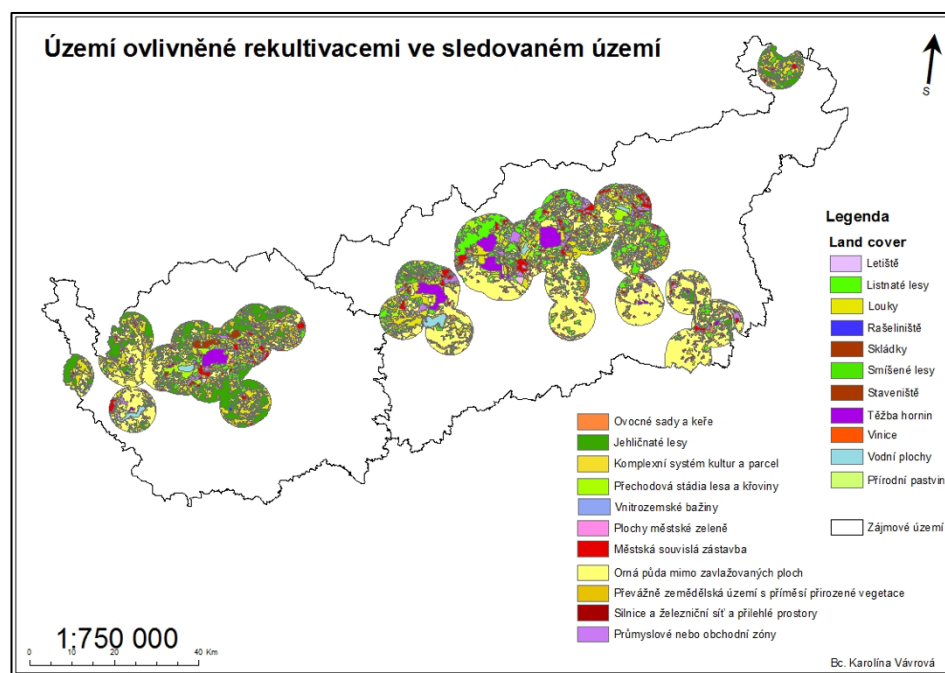 Území ovlivněné rekultivacemi ve sledovaném území
S
Legenda
Land cover
Letiště
Listnaté lesy
Louky
Rašeliniště
Skládky
Smíšené lesy
Staveniště
Těžba hornin
Vinice
Vodní plochy
Přírodní pastvin
Zájmové území
Ovocné sady a keře
Jehličnaté lesy
Komplexní systém kultur a parcel
Přechodová stádia lesa a křoviny
Vnitrozemské bažiny
Plochy městské zeleně
Městská souvislá zástavba
Orná půda mimo zavlažovaných ploch
Převážně zemědělská území s příměsí přirozené vegetace
Silnice a železniční síť a přilehlé prostory
Průmyslové nebo obchodní zóny
1:750 000
0 10 20 40 Km
Bc. Karolína Vávrová